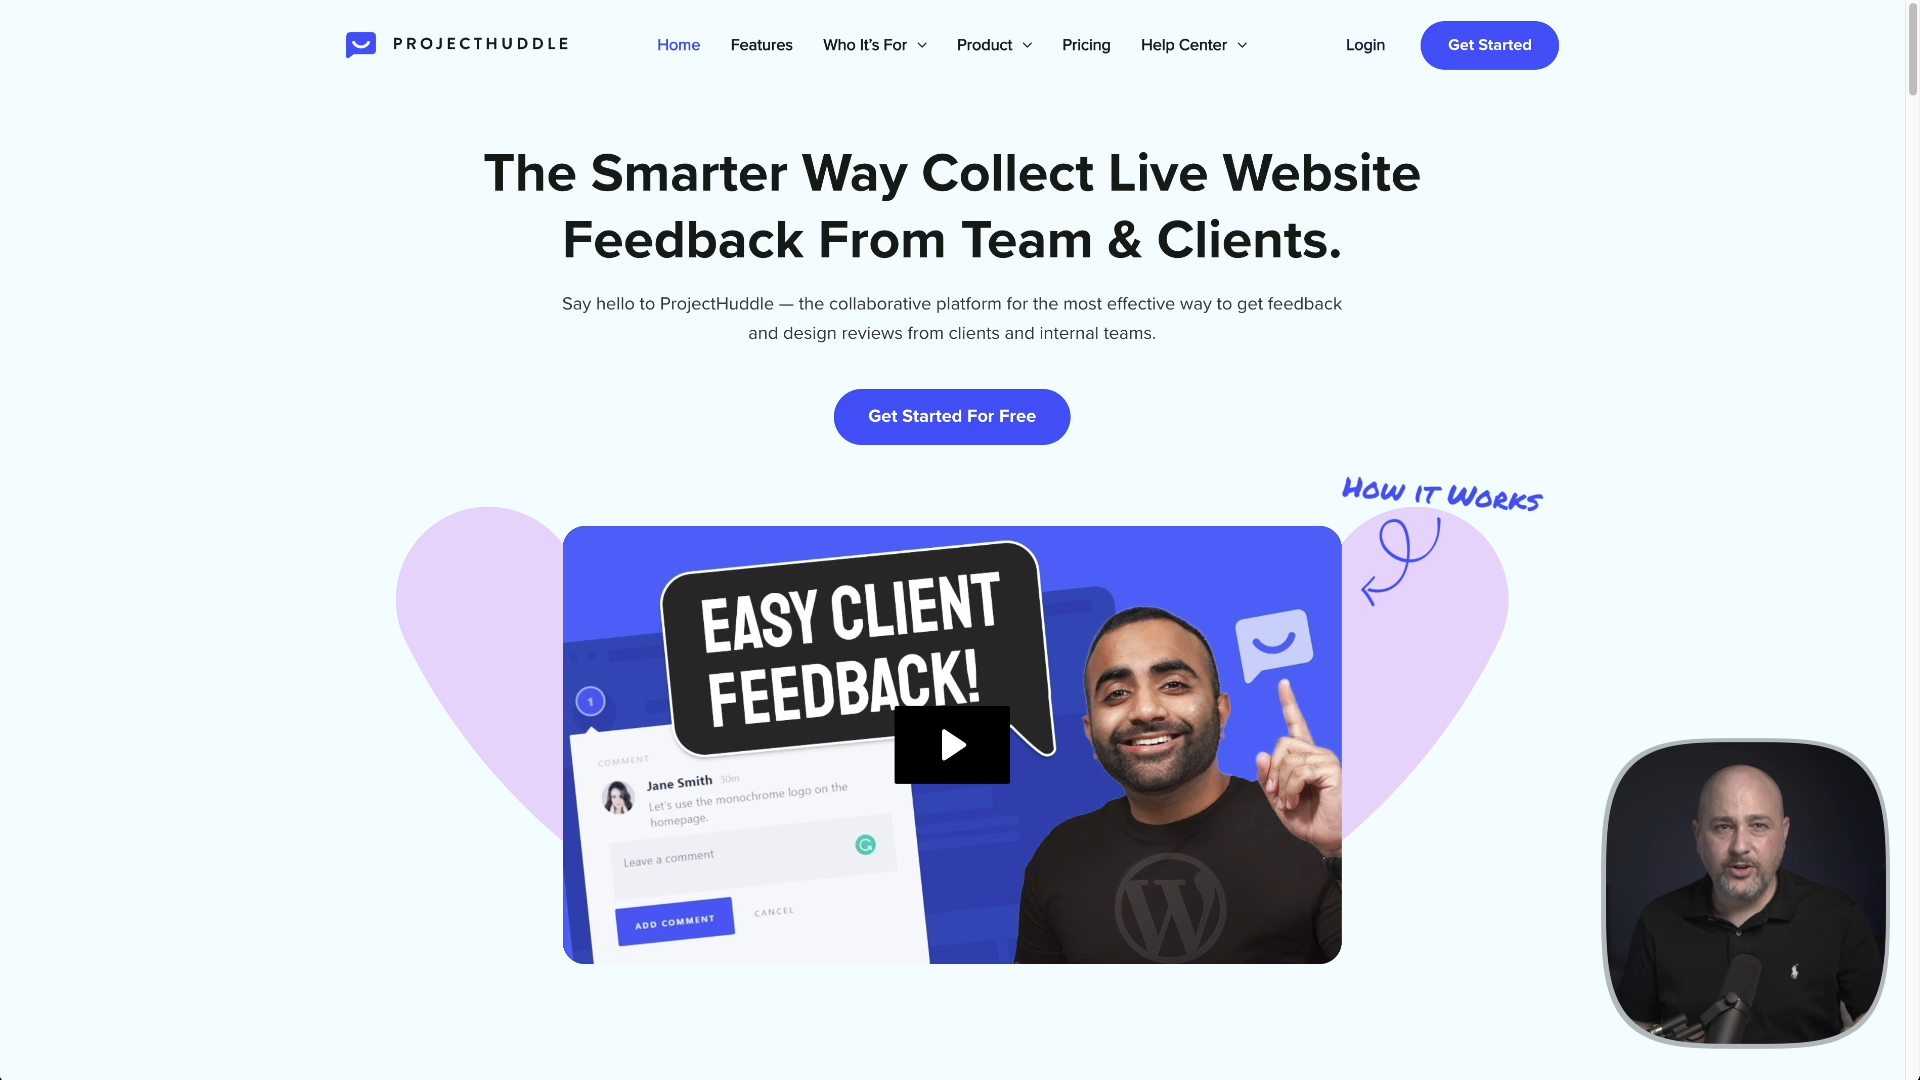 PROJECTHUDDLE
Home Features Who It’s For Product Pricing Help Center Login Get Started
The Smarter Way Collect Live Website
Feedback From Team & Clients.
Say hello to ProjectHuddle — the collaborative platform for the most effective way to get feedback
and design reviews from clients and internal teams.
Get Started For Free
HOW IT WORKS
EASY CLIENT
FEEDBACK!
1
COMMENT
Jane Smith 30m
Let's use the monochrome logo on the
homepage.
Leave a comment
ADD COMMENT CANCEL